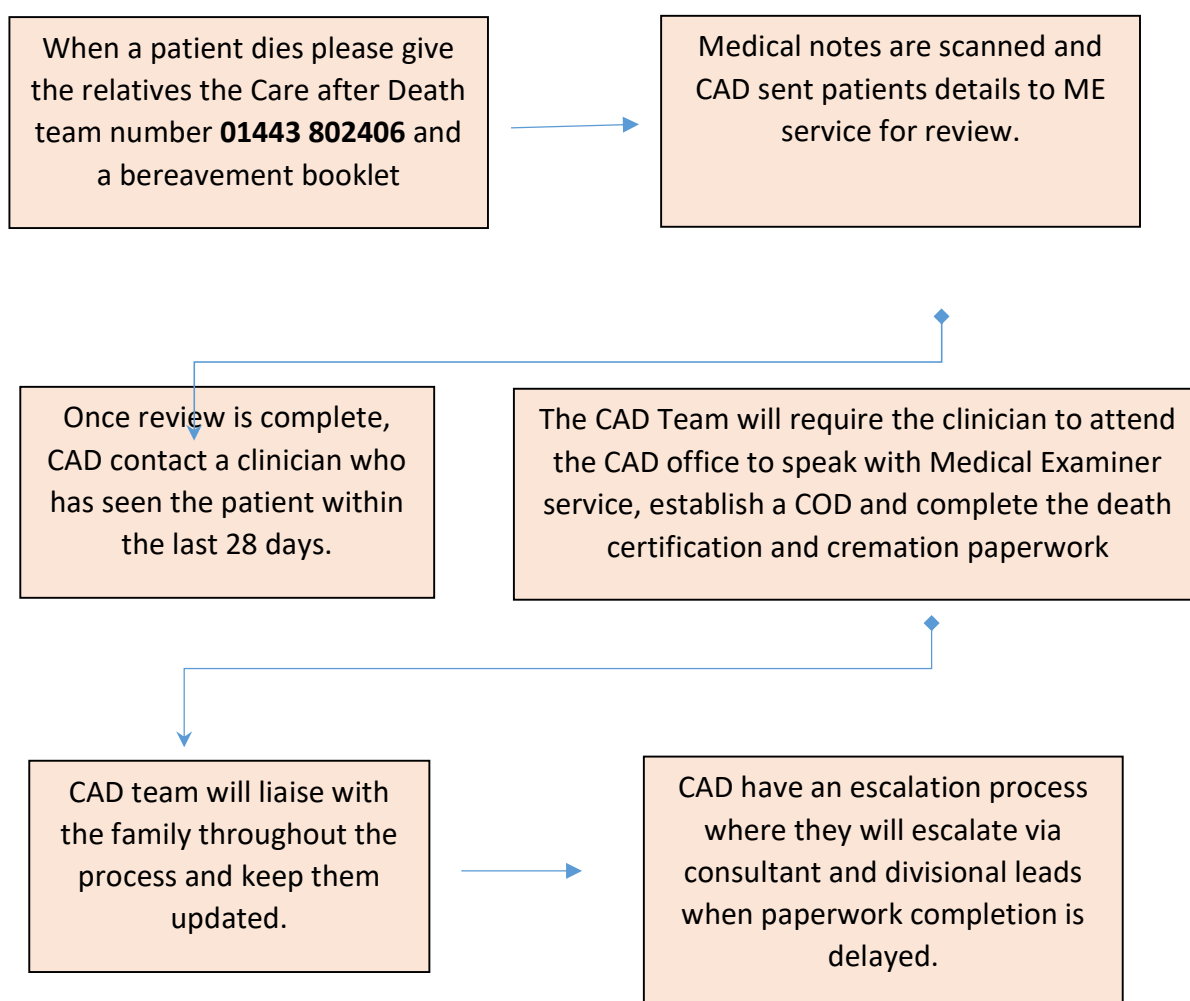 When a patient dies please give
the relatives the Care after Death
team number 01443 802406 and
a bereavement booklet
Medical notes are scanned and
CAD sent patients details to ME
service for review.
Once review is complete,
CAD contact a clinician who
has seen the patient within
the last 28 days.
The CAD Team will require the clinician to attend
the CAD office to speak with Medical Examiner
service, establish a COD and complete the death
certification and cremation paperwork
CAD team will liaise with
the family throughout the
process and keep them
updated.
CAD have an escalation process
where they will escalate via
consultant and divisional leads
when paperwork completion is
delayed.